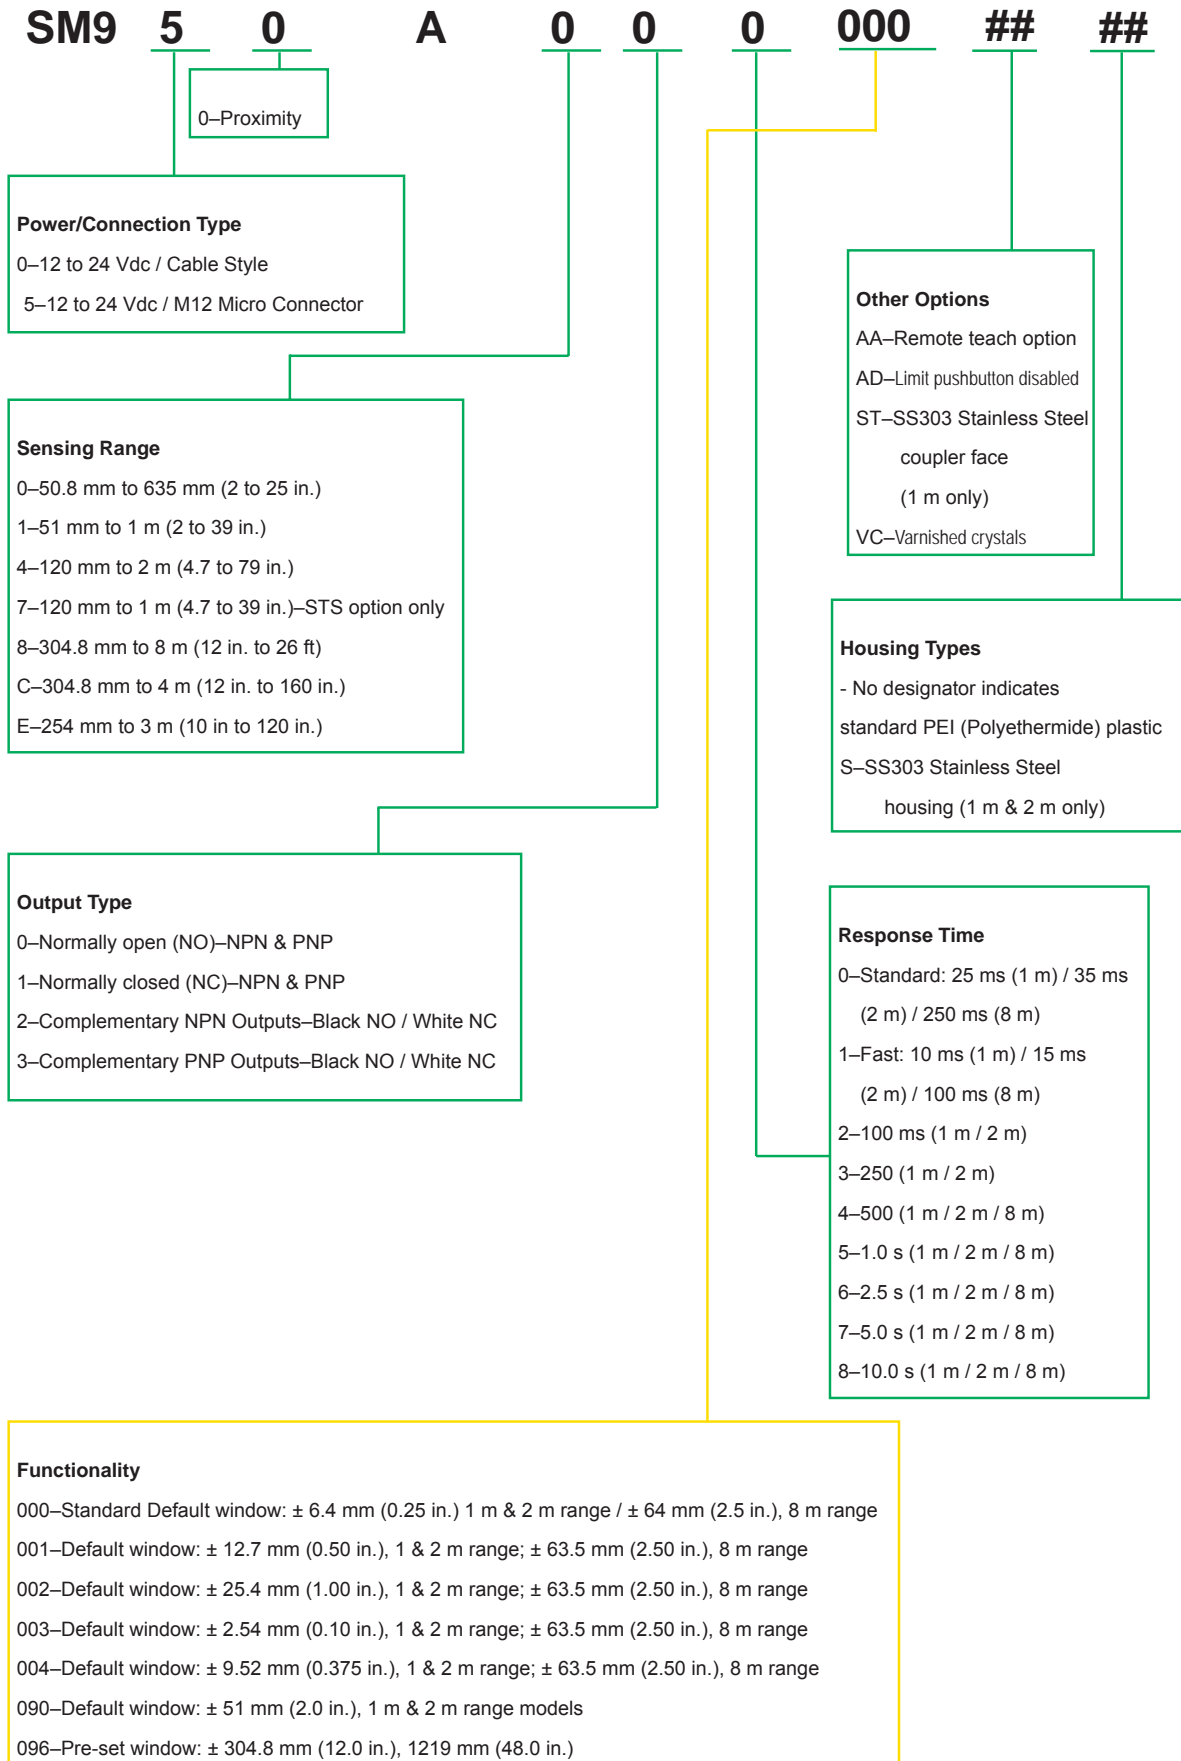 SM9 5 0 A 0 0 0 000 ## ##
0–Proximity
Power/Connection Type
0–12 to 24 Vdc / Cable Style
5–12 to 24 Vdc / M12 Micro Connector
Sensing Range
0–50.8 mm to 635 mm (2 to 25 in.)
1–51 mm to 1 m (2 to 39 in.)
4–120 mm to 2 m (4.7 to 79 in.)
7–120 mm to 1 m (4.7 to 39 in.)–STS option only
8–304.8 mm to 8 m (12 in. to 26 ft)
C–304.8 mm to 4 m (12 in. to 160 in.)
E–254 mm to 3 m (10 in to 120 in.)
Output Type
0–Normally open (NO)–NPN & PNP
1–Normally closed (NC)–NPN & PNP
2–Complementary NPN Outputs–Black NO / White NC
3–Complementary PNP Outputs–Black NO / White NC
Other Options
AA–Remote teach option
AD–Limit pushbutton disabled
ST–SS303 Stainless Steel
coupler face
(1 m only)
VC–Varnished crystals
Housing Types
- No designator indicates
standard PEI (Polyethermide) plastic
S–SS303 Stainless Steel
housing (1 m & 2 m only)
Response Time
0–Standard: 25 ms (1 m) / 35 ms
(2 m) / 250 ms (8 m)
1–Fast: 10 ms (1 m) / 15 ms
(2 m) / 100 ms (8 m)
2–100 ms (1 m / 2 m)
3–250 (1 m / 2 m)
4–500 (1 m / 2 m / 8 m)
5–1.0 s (1 m / 2 m / 8 m)
6–2.5 s (1 m / 2 m / 8 m)
7–5.0 s (1 m / 2 m / 8 m)
8–10.0 s (1 m / 2 m / 8 m)
Functionality
000–Standard Default window: ± 6.4 mm (0.25 in.) 1 m & 2 m range / ± 64 mm (2.5 in.), 8 m range
001–Default window: ± 12.7 mm (0.50 in.), 1 & 2 m range; ± 63.5 mm (2.50 in.), 8 m range
002–Default window: ± 25.4 mm (1.00 in.), 1 & 2 m range; ± 63.5 mm (2.50 in.), 8 m range
003–Default window: ± 2.54 mm (0.10 in.), 1 & 2 m range; ± 63.5 mm (2.50 in.), 8 m range
004–Default window: ± 9.52 mm (0.375 in.), 1 & 2 m range; ± 63.5 mm (2.50 in.), 8 m range
090–Default window: ± 51 mm (2.0 in.), 1 m & 2 m range models
096–Pre-set window: ± 304.8 mm (12.0 in.), 1219 mm (48.0 in.)